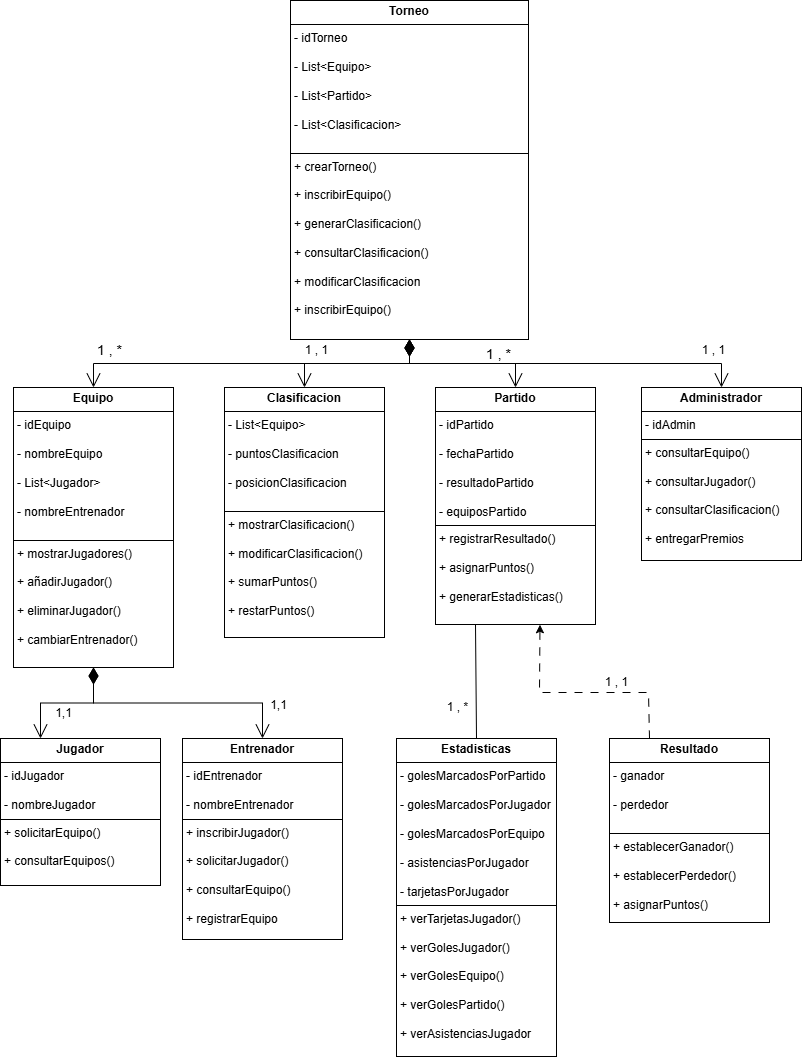 Torneo
- idTorneo
- List<Equipo>
- List<Partido>
- List<Clasificacion>
+ crearTorneo()
+ inscribirEquipo()
+ generarClasificacion()
+ consultarClasificacion()
+ modificarClasificacion
+ inscribirEquipo()
1 , *
1 , 1
1 , *
1 , 1
Equipo
- idEquipo
- nombreEquipo
- List<Jugador>
- nombreEntrenador
+ mostrarJugadores()
+ añadirJugador()
+ eliminarJugador()
+ cambiarEntrenador()
Clasificacion
- List<Equipo>
- puntosClasificacion
- posicionClasificacion
+ mostrarClasificacion()
+ modificarClasificacion()
+ sumarPuntos()
+ restarPuntos()
Partido
- idPartido
- fechaPartido
- resultadoPartido
- equiposPartido
+ registrarResultado()
+ asignarPuntos()
+ generarEstadisticas()
Administrador
- idAdmin
+ consultarEquipo()
+ consultarJugador()
+ consultarClasificacion()
+ entregarPremios
1,1
1,1
1 , *
1 , 1
Jugador
- idJugador
- nombreJugador
+ solicitarEquipo()
+ consultarEquipos()
Entrenador
- idEntrenador
- nombreEntrenador
+ inscribirJugador()
+ solicitarJugador()
+ consultarEquipo()
+ registrarEquipo
Estadisticas
- golesMarcadosPorPartido
- golesMarcadosPorJugador
- golesMarcadosPorEquipo
- asistenciasPorJugador
- tarjetasPorJugador
+ verTarjetasJugador()
+ verGolesJugador()
+ verGolesEquipo()
+ verGolesPartido()
+ verAsistenciasJugador
Resultado
- ganador
- perdedor
+ establecerGanador()
+ establecerPerdedor()
+ asignarPuntos()